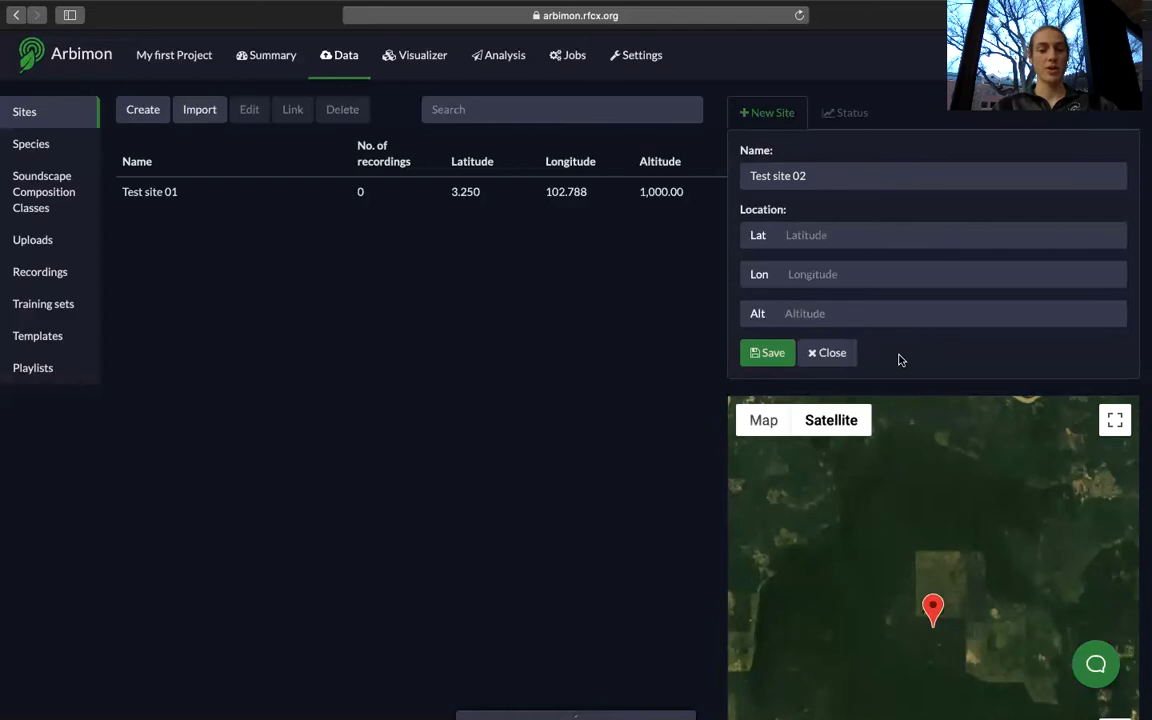 arbimon.rfcx.org
Arbimon My first Project Summary Data Visualizer Analysis Jobs Settings
Sites
Species
Soundscape
Composition
Classes
Uploads
Recordings
Training sets
Templates
Playlists
Create Import Edit Link Delete Search
Name No. of recordings Latitude Longitude Altitude
Test site 01 0 3.250 102.788 1,000.00
New Site Status
Name:
Test site 02
Location:
Lat Latitude
Lon Longitude
Alt Altitude
Save Close
Map Satellite